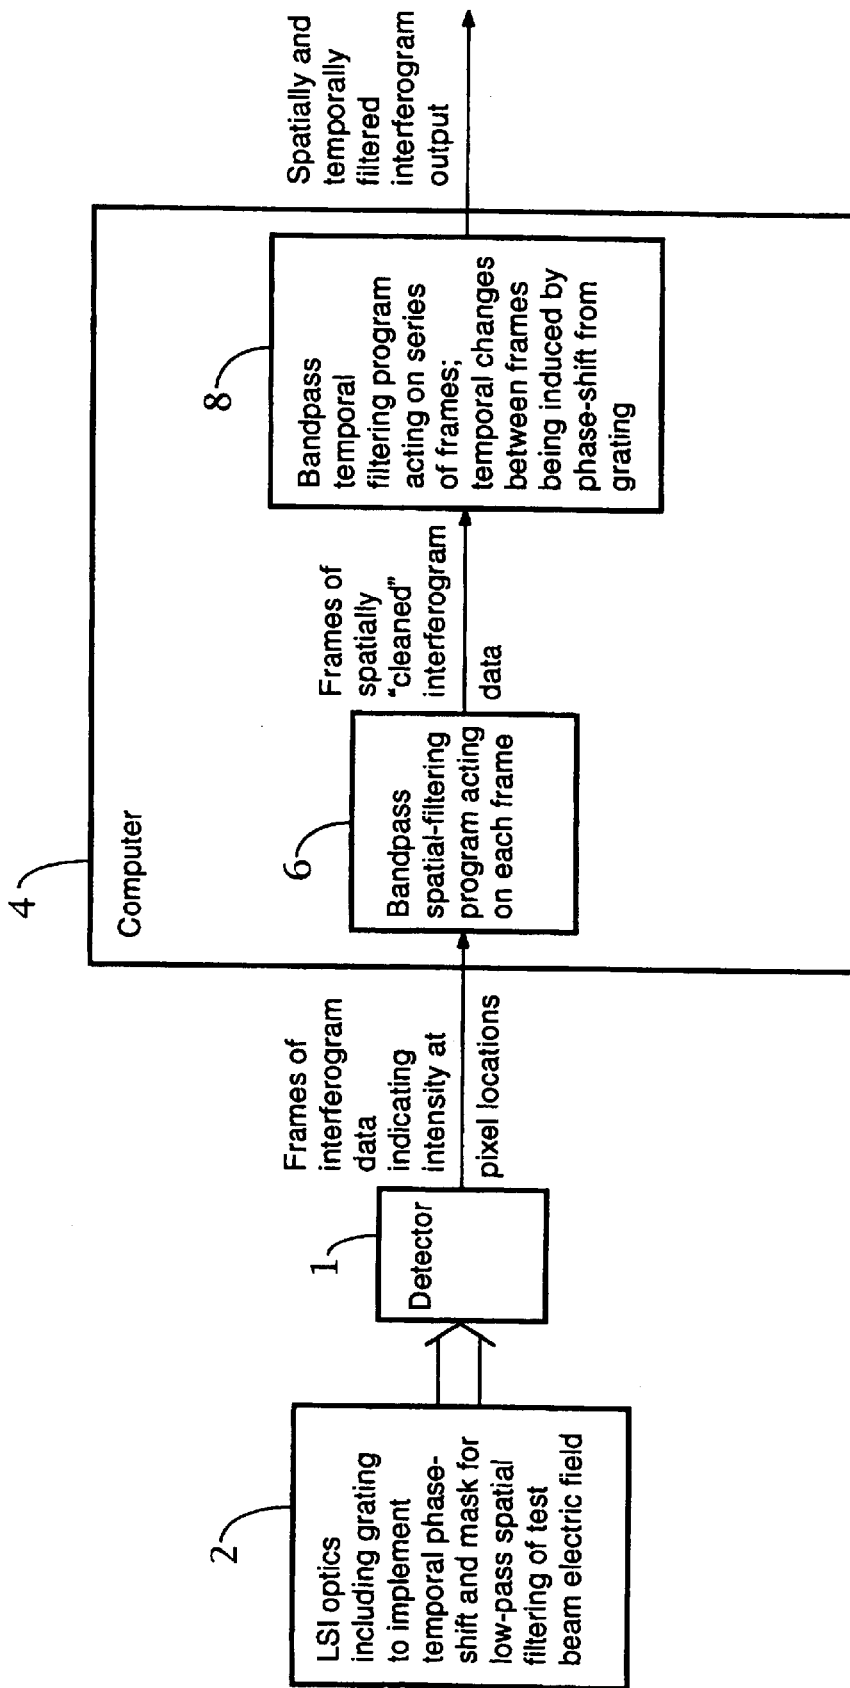 2
LSI optics
including grating
to implement
temporal phase-
shift and mask for
low-pass spatial
filtering of test
beam electric field
1
Detector
Frames of
interferogram
data
indicating
intensity at
pixel locations
4
Computer
6
Bandpass
spatial-filtering
program acting
on each frame
Frames of
spatially
“cleaned”
interferogram
data
8
Bandpass
temporal
filtering program
acting on series
of frames;
temporal changes
between frames
being induced by
phase-shift from
grating
Spatially and
temporally
filtered
interferogram
output